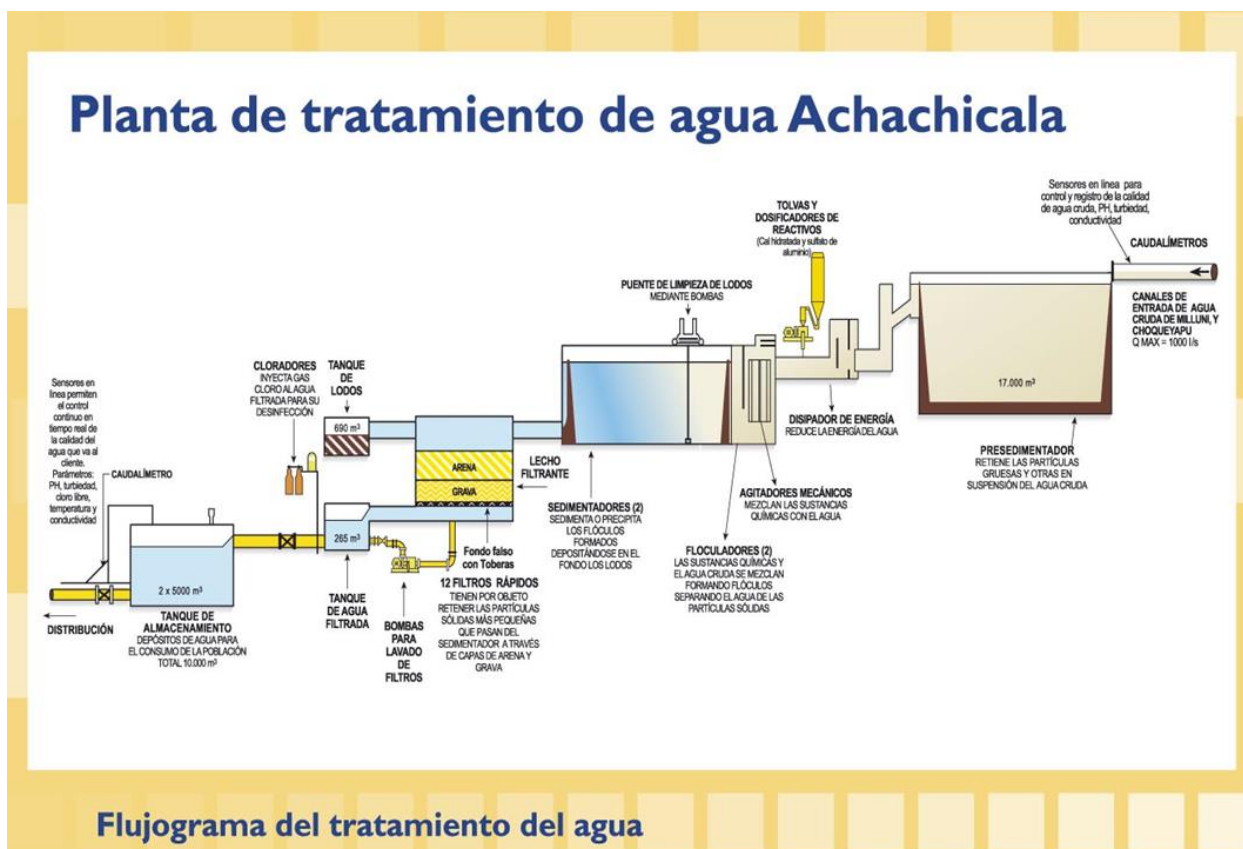 Planta de tratamiento de agua Achachicala
Sensores en linea para
control y registro de la calidad
de agua cruda, PH, turbiedad,
conductividad
CAUDALÍMETROS
CANALES DE
ENTRADA DE AGUA
CRUDA DE MILLUNI, Y
CHOQUEYAPU
Q MAX = 1000 l/s
17.000 m³
PRESEDIMENTADOR
RETIENE LAS PARTÍCULAS
GRUESAS Y OTRAS EN
SUSPENSIÓN DEL AGUA CRUDA
TOLVAS Y
DOSIFICADORES DE
REACTIVOS
(Cal hidratada y sulfato de
aluminio)
DISIPADOR DE ENERGÍA
REDUCE LA ENERGÍA DEL AGUA
AGITADORES MECÁNICOS
MEZCLAN LAS SUSTANCIAS
QUÍMICAS CON EL AGUA
FLOCULADORES (2)
LAS SUSTANCIAS QUÍMICAS Y
EL AGUA CRUDA SE MEZCLAN
FORMANDO FLÓCULOS
SEPARANDO EL AGUA DE LAS
PARTÍCULAS SÓLIDAS
PUENTE DE LIMPIEZA DE LODOS
MEDIANTE BOMBAS
SEDIMENTADORES (2)
SEDIMENTA O PRECIPITA
LOS FLÓCULOS
FORMADOS
DEPOSITÁNDOSE EN EL
FONDO LOS LODOS
LECHO
FILTRANTE
ARENA
GRAVA
Fondo falso
con Toberas
12 FILTROS RÁPIDOS
TIENEN POR OBJETO
RETENER LAS PARTÍCULAS
SÓLIDAS MÁS PEQUEÑAS
QUE PASAN DEL
SEDIMENTADOR A TRAVÉS
DE CAPAS DE ARENA Y
GRAVA
TANQUE
DE
LODOS
690 m³
CLORADORES
INYECTA GAS
CLORO AL AGUA
FILTRADA PARA SU
DESINFECCIÓN
265 m³
TANQUE
DE AGUA
FILTRADA
BOMBAS
PARA
LAVADO
DE
FILTROS
Sensores en
linea permiten
el control
continuo en
tiempo real de
la calidad del
agua que va al
cliente.
Parámetros:
PH, turbiedad,
cloro libre,
temperatura y
conductividad
CAUDALÍMETRO
2 x 5000 m³
TANQUE DE
ALMACENAMIENTO
DEPÓSITOS DE AGUA PARA
EL CONSUMO DE LA POBLACIÓN
TOTAL 10.000 m³
DISTRIBUCIÓN
Flujograma del tratamiento del agua